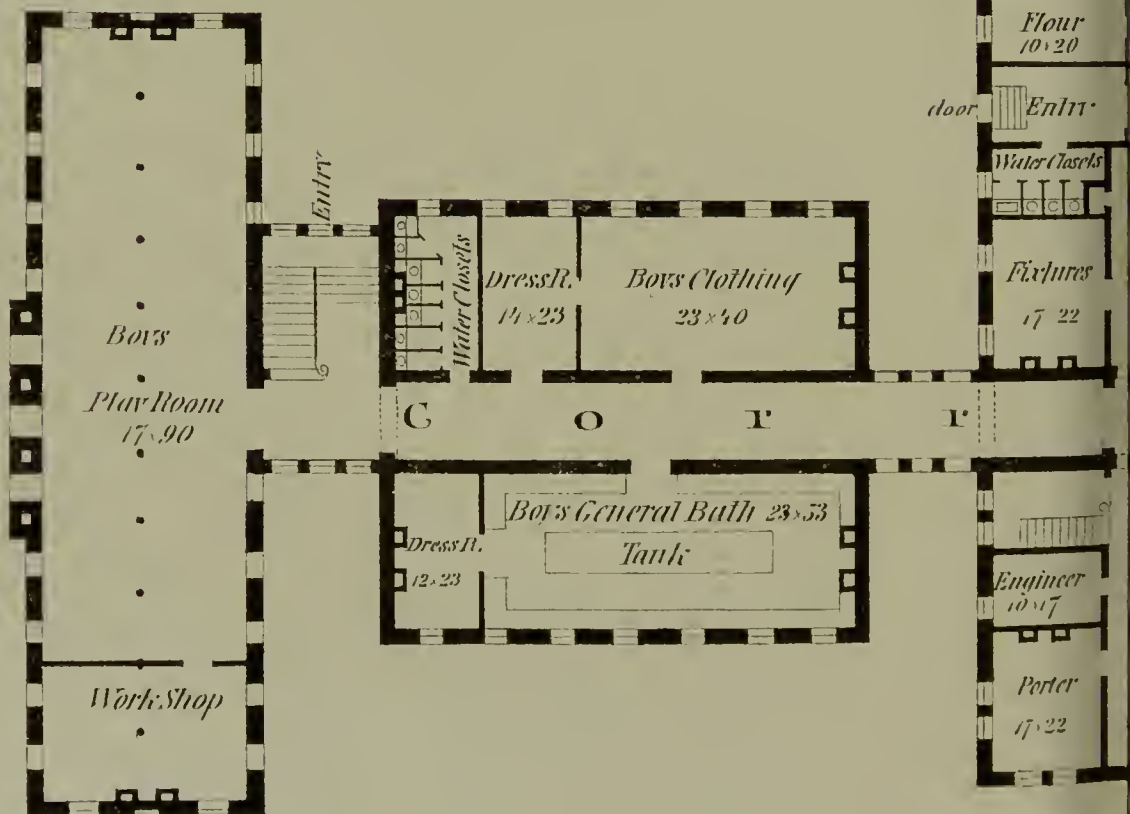 Boys
Play Room
17×90
Work Shop
Entry
Water Closets
Dress R.
14×23
Boys Clothing
23×40
C o r r
Dress R.
12×23
Boys General Bath 23×53
Tank
Flour
10×20
door
Entry
Water Closets
Fixtures
17×22
Engineer
10×17
Porter
17×22